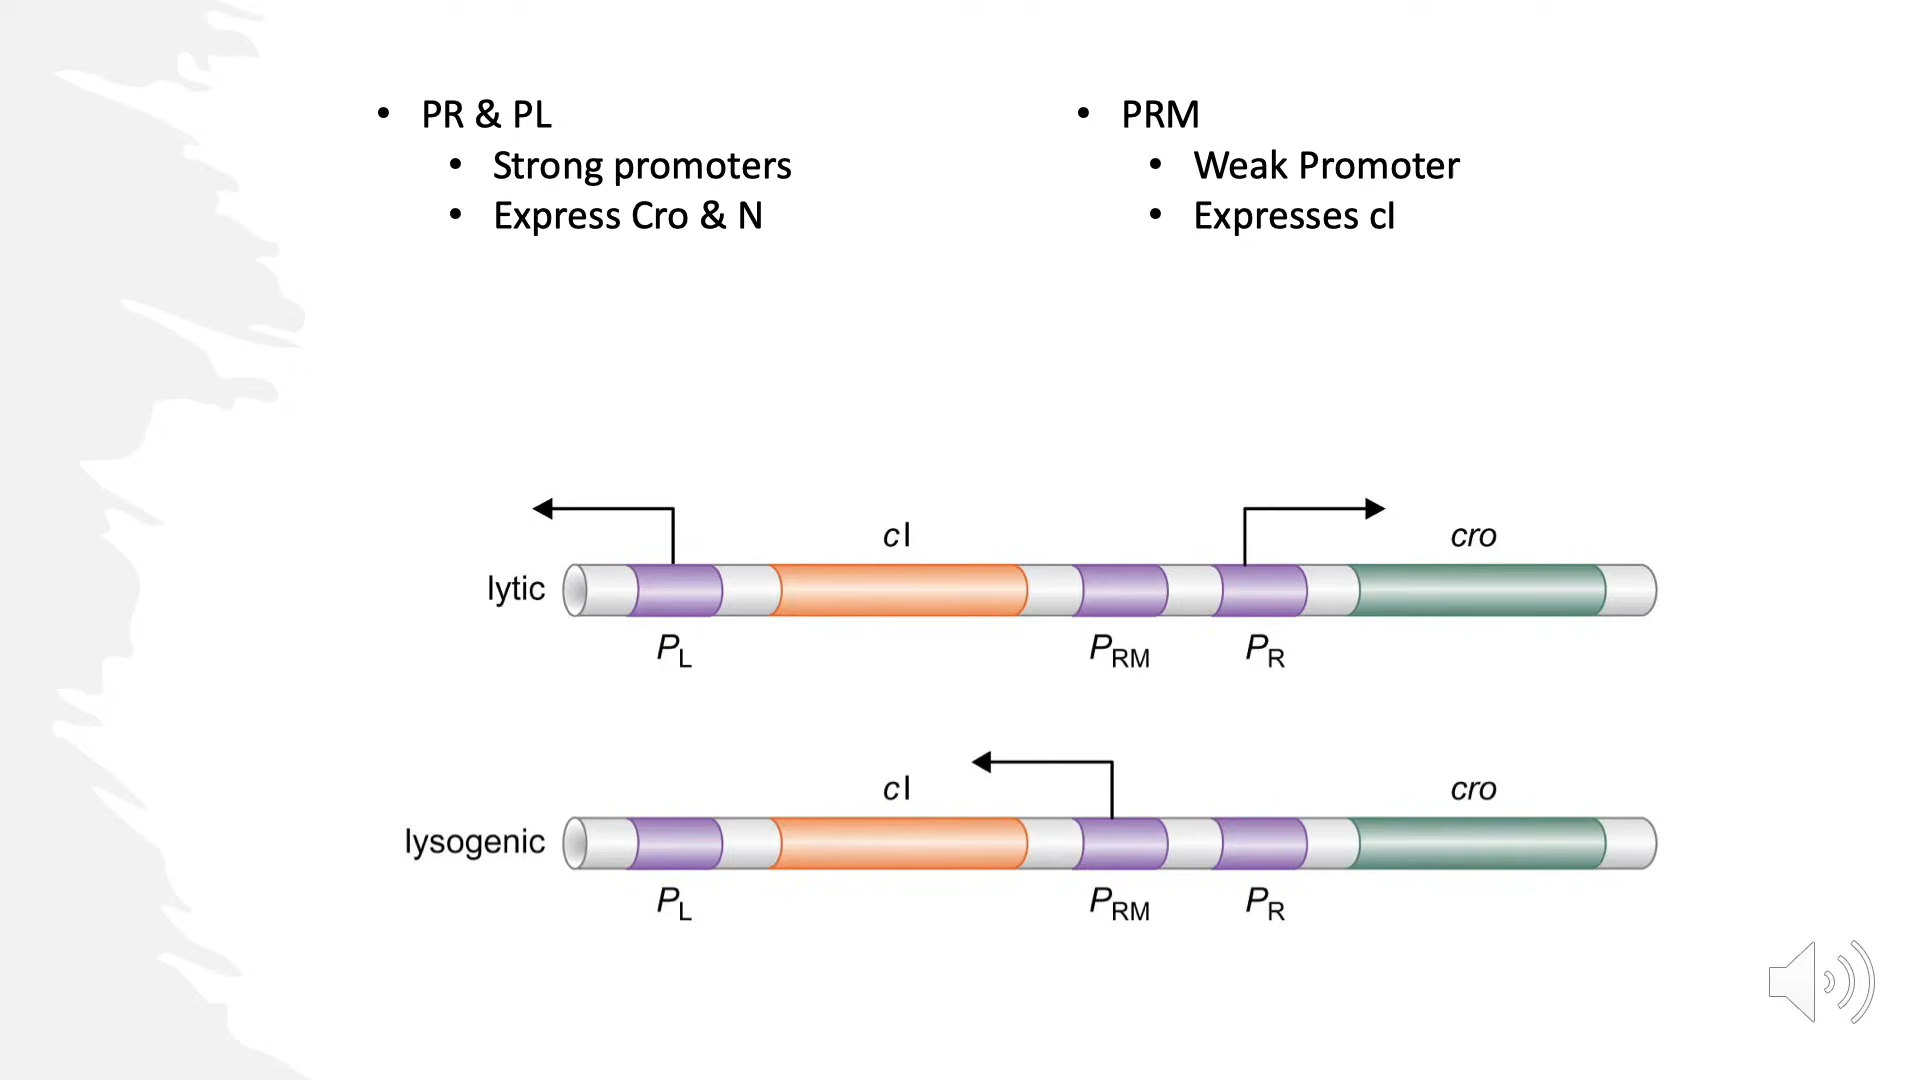 • PR & PL
• Strong promoters
• Express Cro & N
• PRM
• Weak Promoter
• Expresses cI
cI
cro
lytic
PL
PRM
PR
cI
cro
lysogenic
PL
PRM
PR